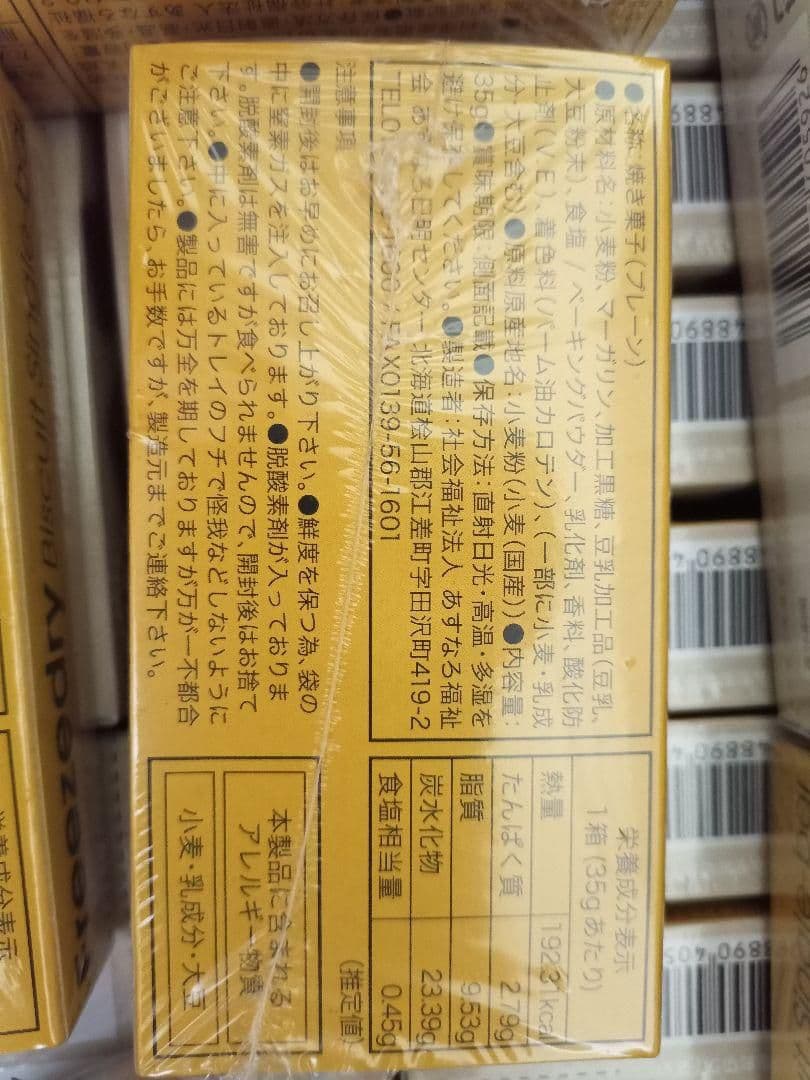 ●名称:焼き菓子(プレーン)
●原材料名:小麦粉、マーガリン、加工黒糖、豆乳加工品(豆乳、
大豆粉末)、食塩/ベーキングパウダー、乳化剤、香料、酸化防
止剤(V.E)、着色料(パーム油カロテン)、(一部に小麦・乳成
分・大豆含む)●原料原産地名:小麦粉(小麦(国産))●内容量:
35g●賞味期限:側面記載●保存方法:直射日光・高温・多湿を
避け保存してください。●製造者:社会福祉法人 あすなろ福祉
会 あすなろ日明センター 北海道桧山郡江差町字田沢町419-2
FAX0139-56-1601
注意事項
●開封後はお早めにお召し上がり下さい。●鮮度を保つ為、袋の
中に窒素ガスを注入しております。●脱酸素剤が入っておりま
す。脱酸素剤は無害ですが食べられませんので、開封後はお捨て
下さい。●中に入っているトレイのフチで怪我などしないように
ご注意下さい。●製品には万全を期しておりますが万が一不都合
がございましたら、お手数ですが、製造元までご連絡下さい。
栄養成分表示
1箱(35gあたり)
熱量 192.31kcal
たんぱく質 2.79g
脂質 9.53g
炭水化物 23.39g
食塩相当量 0.45g
(推定値)
本製品に含まれる
アレルギー物質
小麦・乳成分・大豆